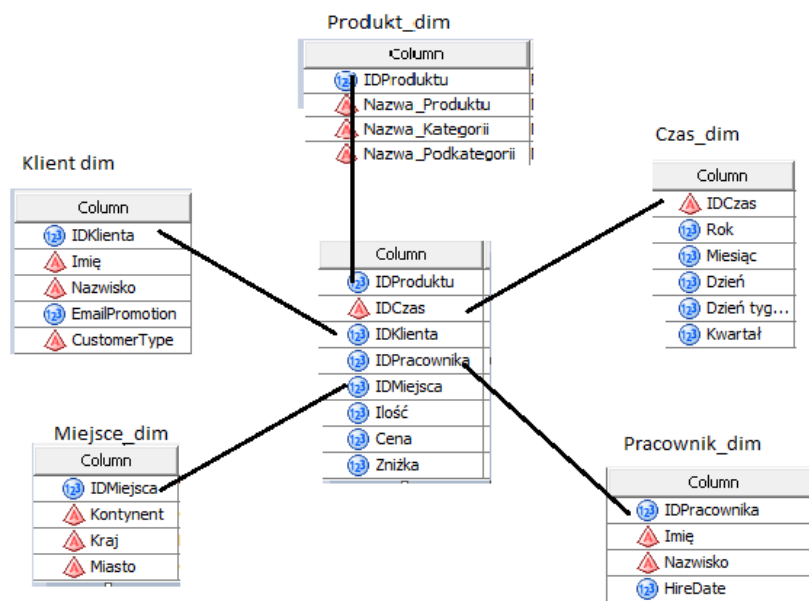 Produkt_dim
Column
IDProduktu
Nazwa_Produktu
Nazwa_Kategorii
Nazwa_Podkategorii
Klient dim
Column
IDKlienta
Imię
Nazwisko
EmailPromotion
CustomerType
Czas_dim
Column
IDCzas
Rok
Miesiąc
Dzień
Dzień tyg...
Kwartał
Column
IDProduktu
IDCzas
IDKlienta
IDPracownika
IDMiejsca
Ilość
Cena
Zniżka
Miejsce_dim
Column
IDMiejsca
Kontynent
Kraj
Miasto
Pracownik_dim
Column
IDPracownika
Imię
Nazwisko
HireDate